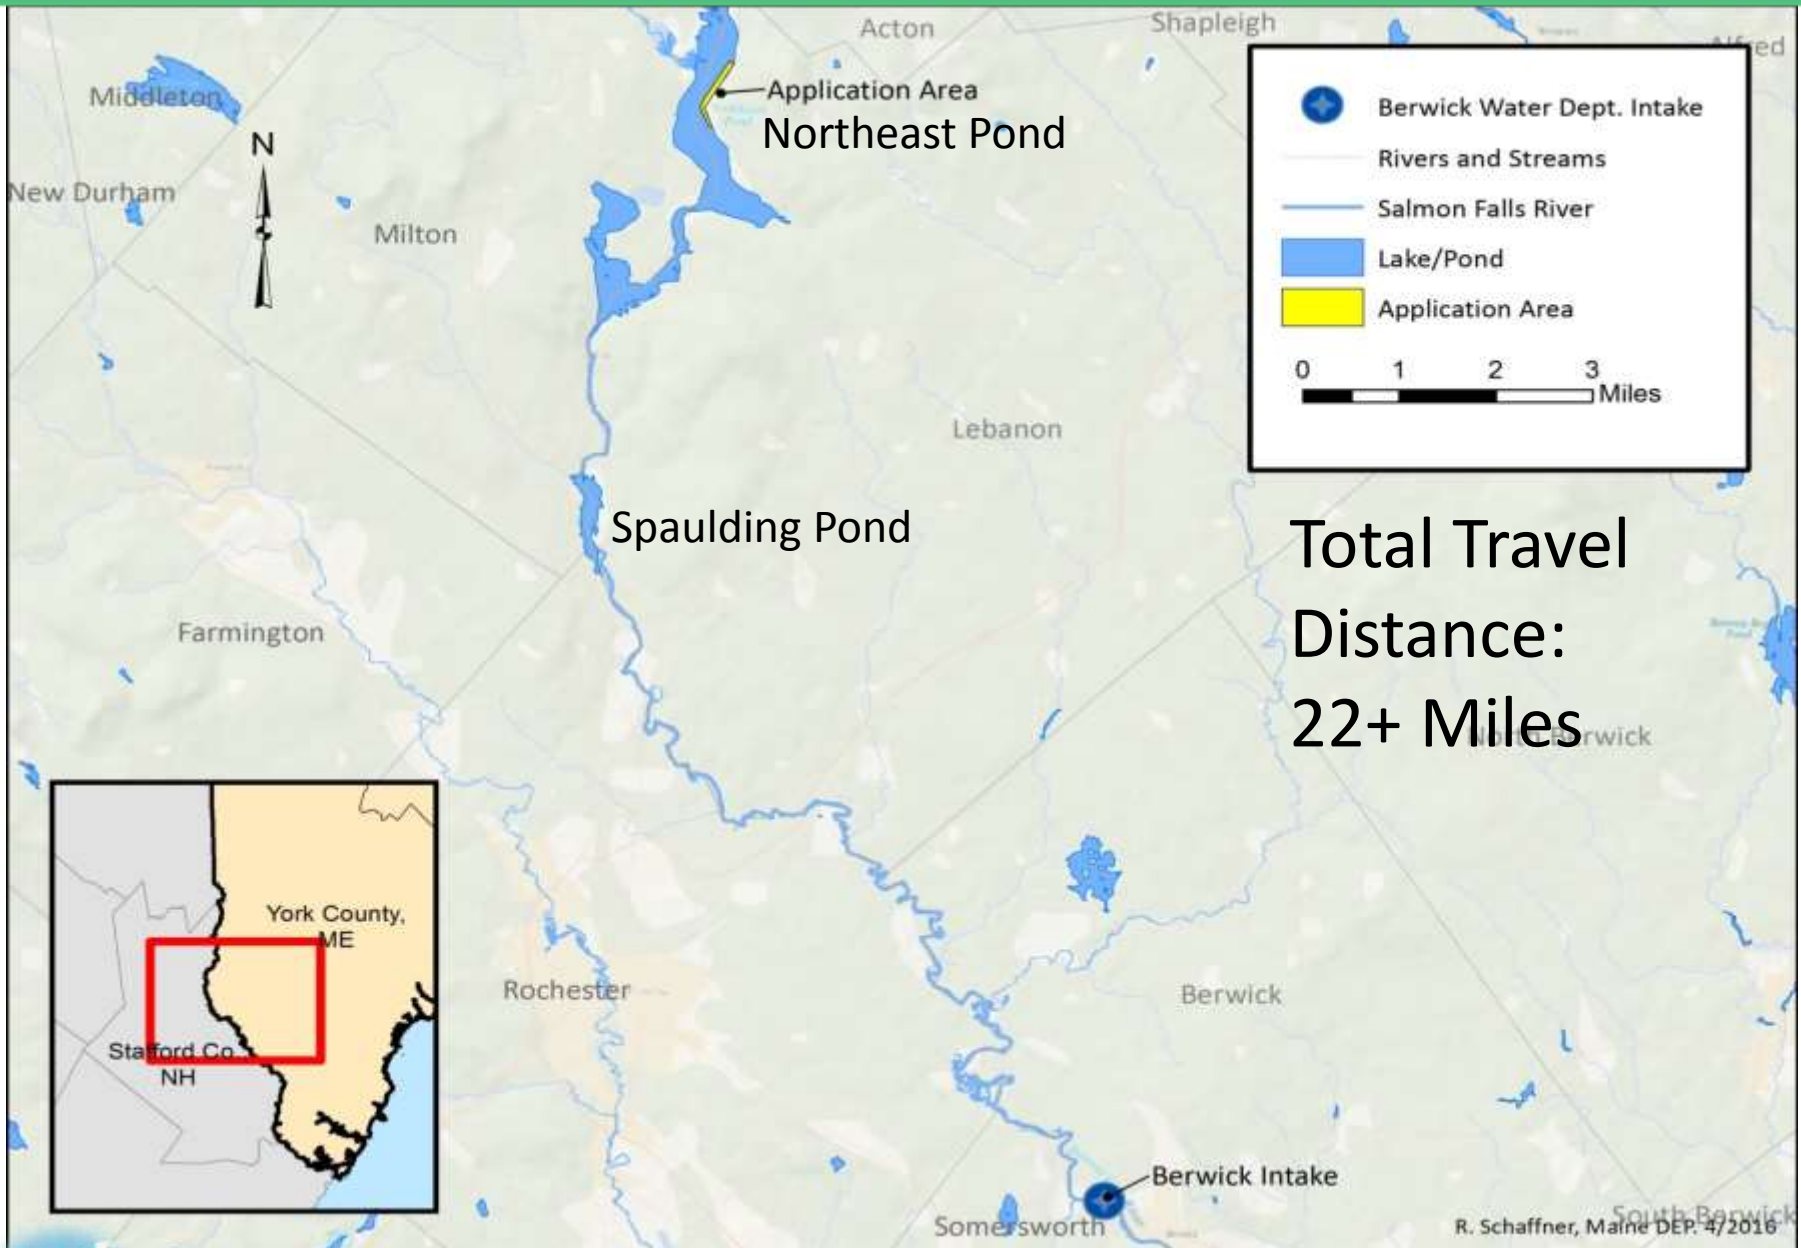 Acton
Shapleigh
Alfred
Middleton
Application Area
Northeast Pond
N
New Durham
Milton
Berwick Water Dept. Intake
Rivers and Streams
Salmon Falls River
Lake/Pond
Application Area
0 1 2 3
Miles
Lebanon
Spaulding Pond
Total Travel
Distance:
22+ Miles
Farmington
North Berwick
York County,
ME
Stafford Co.,
NH
Rochester
Berwick
Berwick Intake
Somersworth
South Berwick
R. Schaffner, Maine DEP. 4/2016